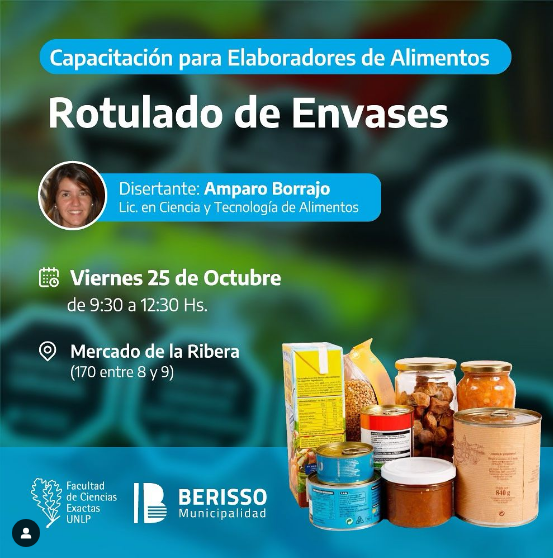 Capacitación para Elaboradores de Alimentos
Rotulado de Envases
Disertante: Amparo Borrajo
Lic. en Ciencia y Tecnología de Alimentos
Viernes 25 de Octubre
de 9:30 a 12:30 Hs.
Mercado de la Ribera
(170 entre 8 y 9)
840 g
Facultad
de Ciencias
Exactas
UNLP
BERISSO
Municipalidad